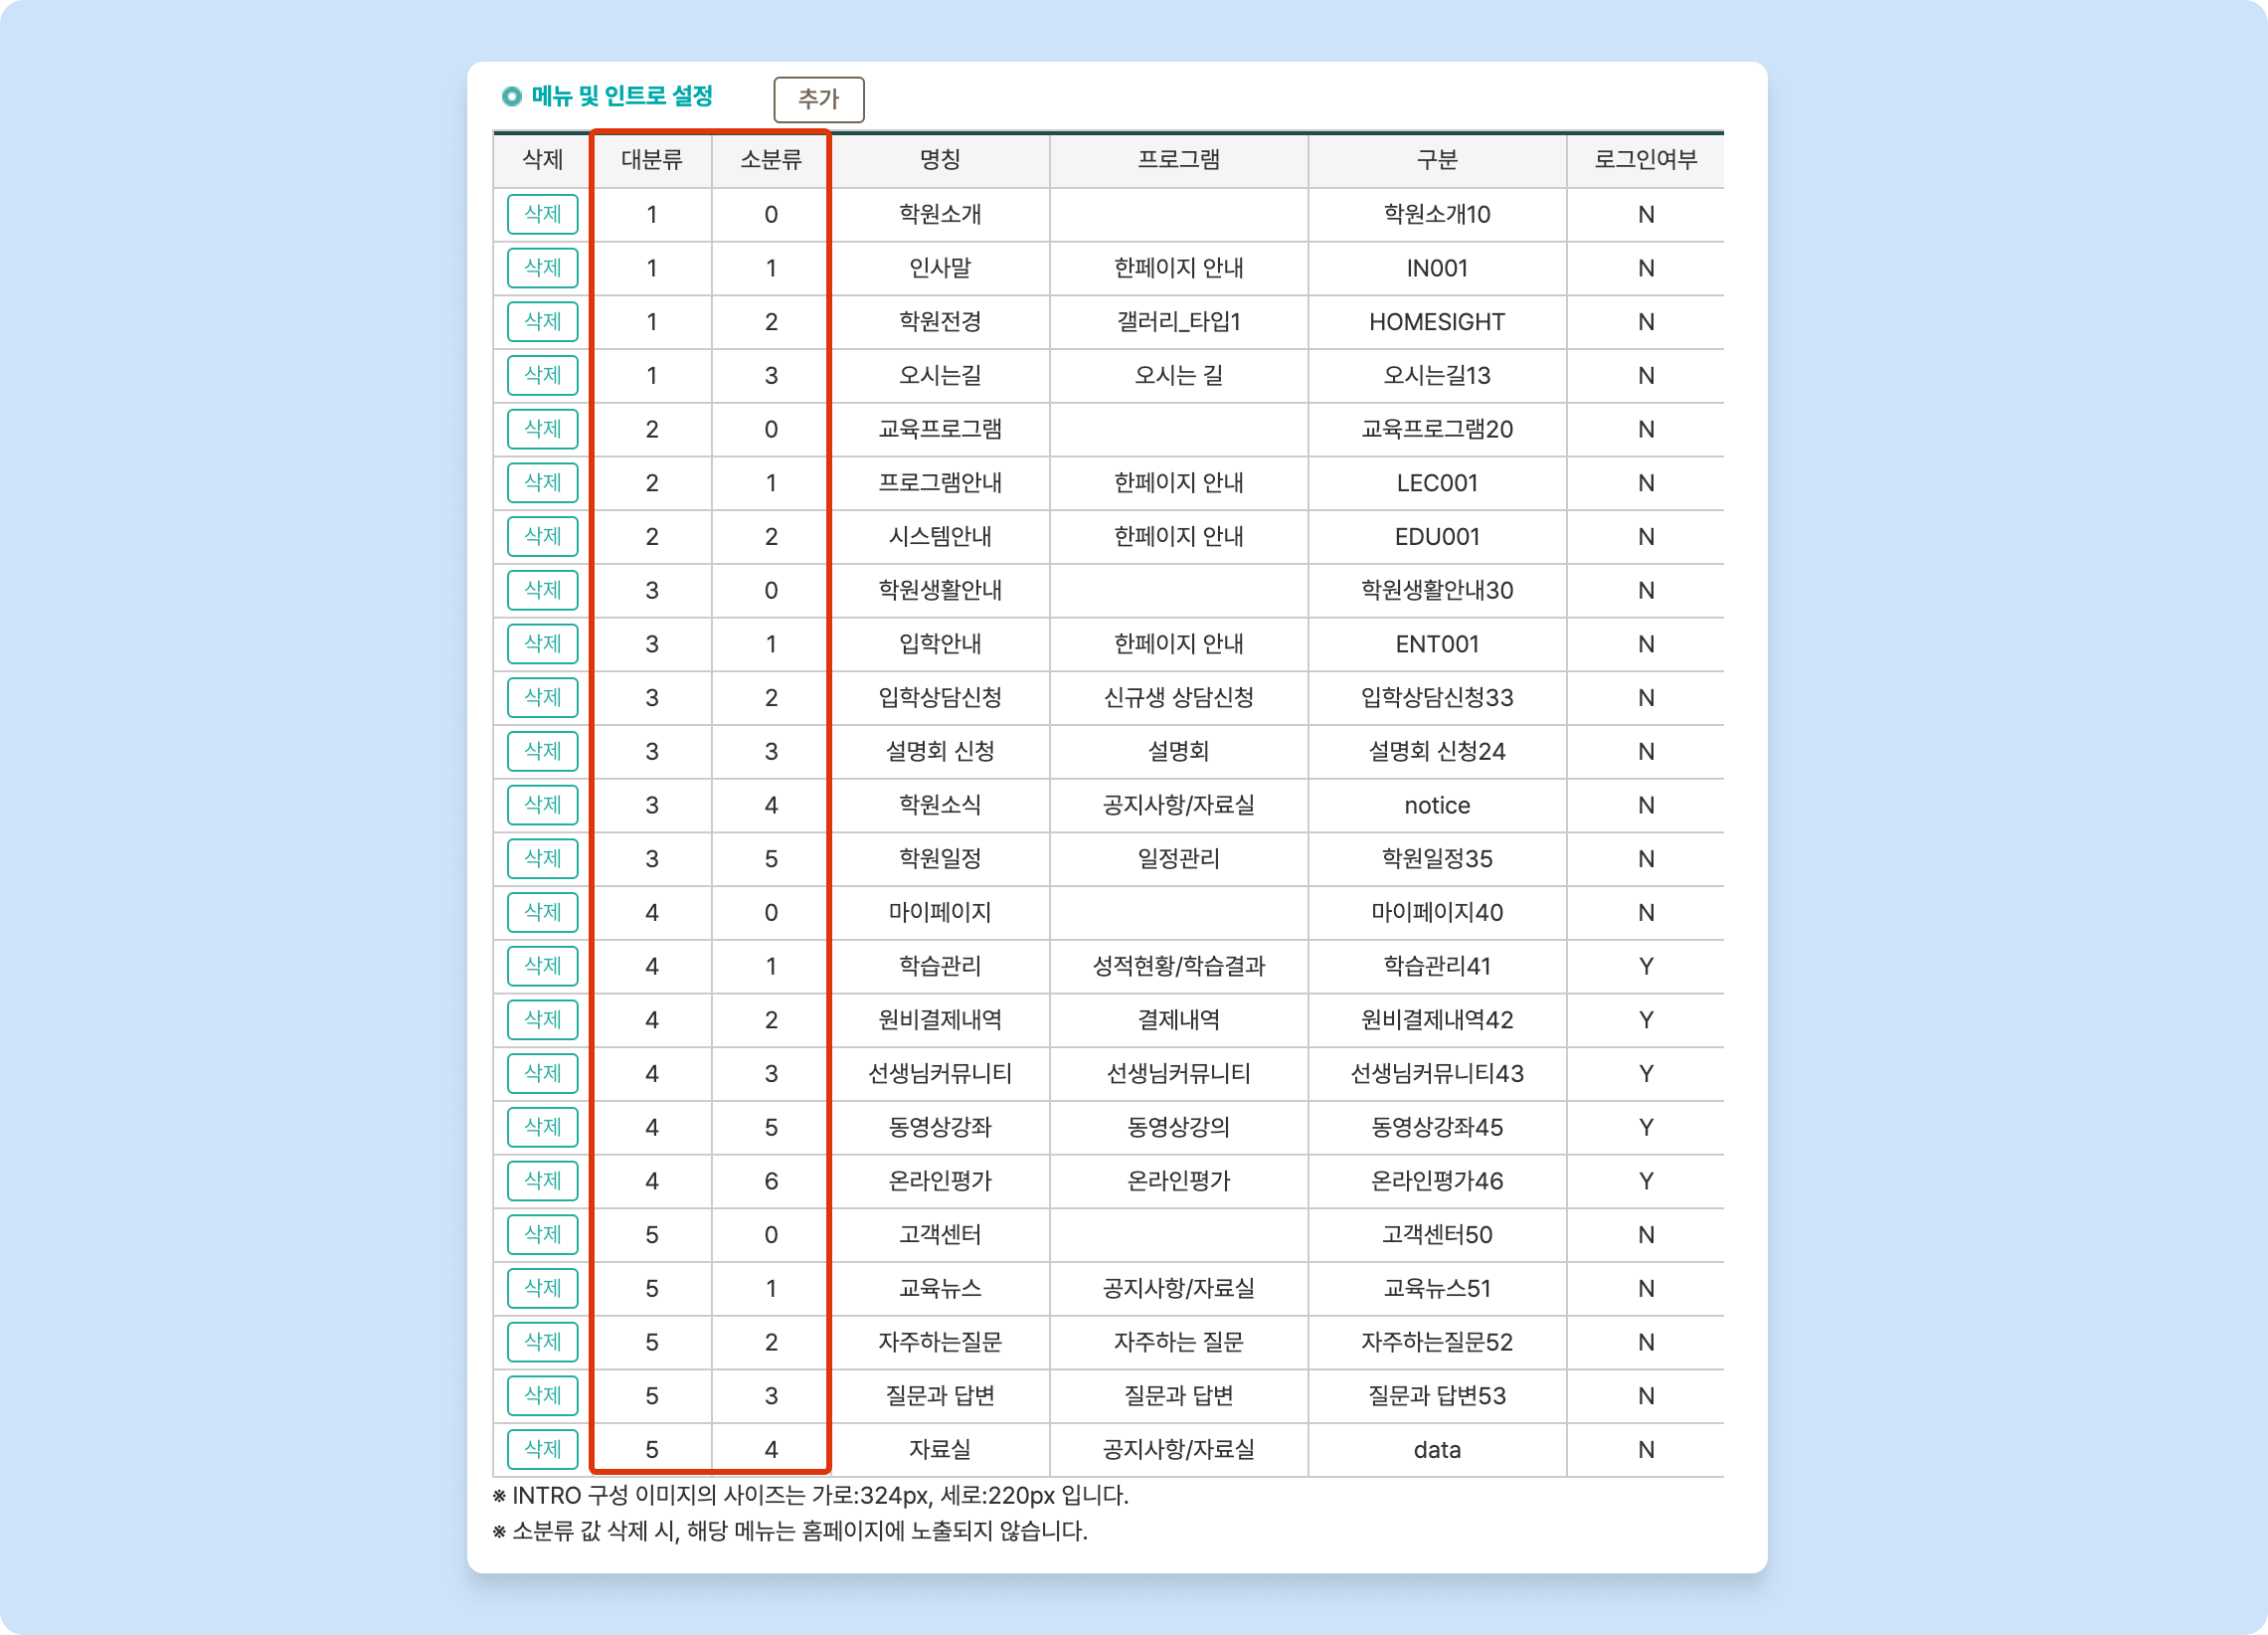 메뉴 및 인트로 설정 추가
삭제 대분류 소분류 명칭 프로그램 구분 로그인여부
삭제 1 0 학원소개 학원소개10 N
삭제 1 1 인사말 한페이지 안내 IN001 N
삭제 1 2 학원전경 갤러리_타입1 HOMESIGHT N
삭제 1 3 오시는길 오시는 길 오시는길13 N
삭제 2 0 교육프로그램 교육프로그램20 N
삭제 2 1 프로그램안내 한페이지 안내 LEC001 N
삭제 2 2 시스템안내 한페이지 안내 EDU001 N
삭제 3 0 학원생활안내 학원생활안내30 N
삭제 3 1 입학안내 한페이지 안내 ENT001 N
삭제 3 2 입학상담신청 신규생 상담신청 입학상담신청33 N
삭제 3 3 설명회 신청 설명회 설명회 신청24 N
삭제 3 4 학원소식 공지사항/자료실 notice N
삭제 3 5 학원일정 일정관리 학원일정35 N
삭제 4 0 마이페이지 마이페이지40 N
삭제 4 1 학습관리 성적현황/학습결과 학습관리41 Y
삭제 4 2 원비결제내역 결제내역 원비결제내역42 Y
삭제 4 3 선생님커뮤니티 선생님커뮤니티 선생님커뮤니티43 Y
삭제 4 5 동영상강좌 동영상강의 동영상강좌45 Y
삭제 4 6 온라인평가 온라인평가 온라인평가46 Y
삭제 5 0 고객센터 고객센터50 N
삭제 5 1 교육뉴스 공지사항/자료실 교육뉴스51 N
삭제 5 2 자주하는질문 자주하는 질문 자주하는질문52 N
삭제 5 3 질문과 답변 질문과 답변 질문과 답변53 N
삭제 5 4 자료실 공지사항/자료실 data N
※ INTRO 구성 이미지의 사이즈는 가로:324px, 세로:220px 입니다.
※ 소분류 값 삭제 시, 해당 메뉴는 홈페이지에 노출되지 않습니다.